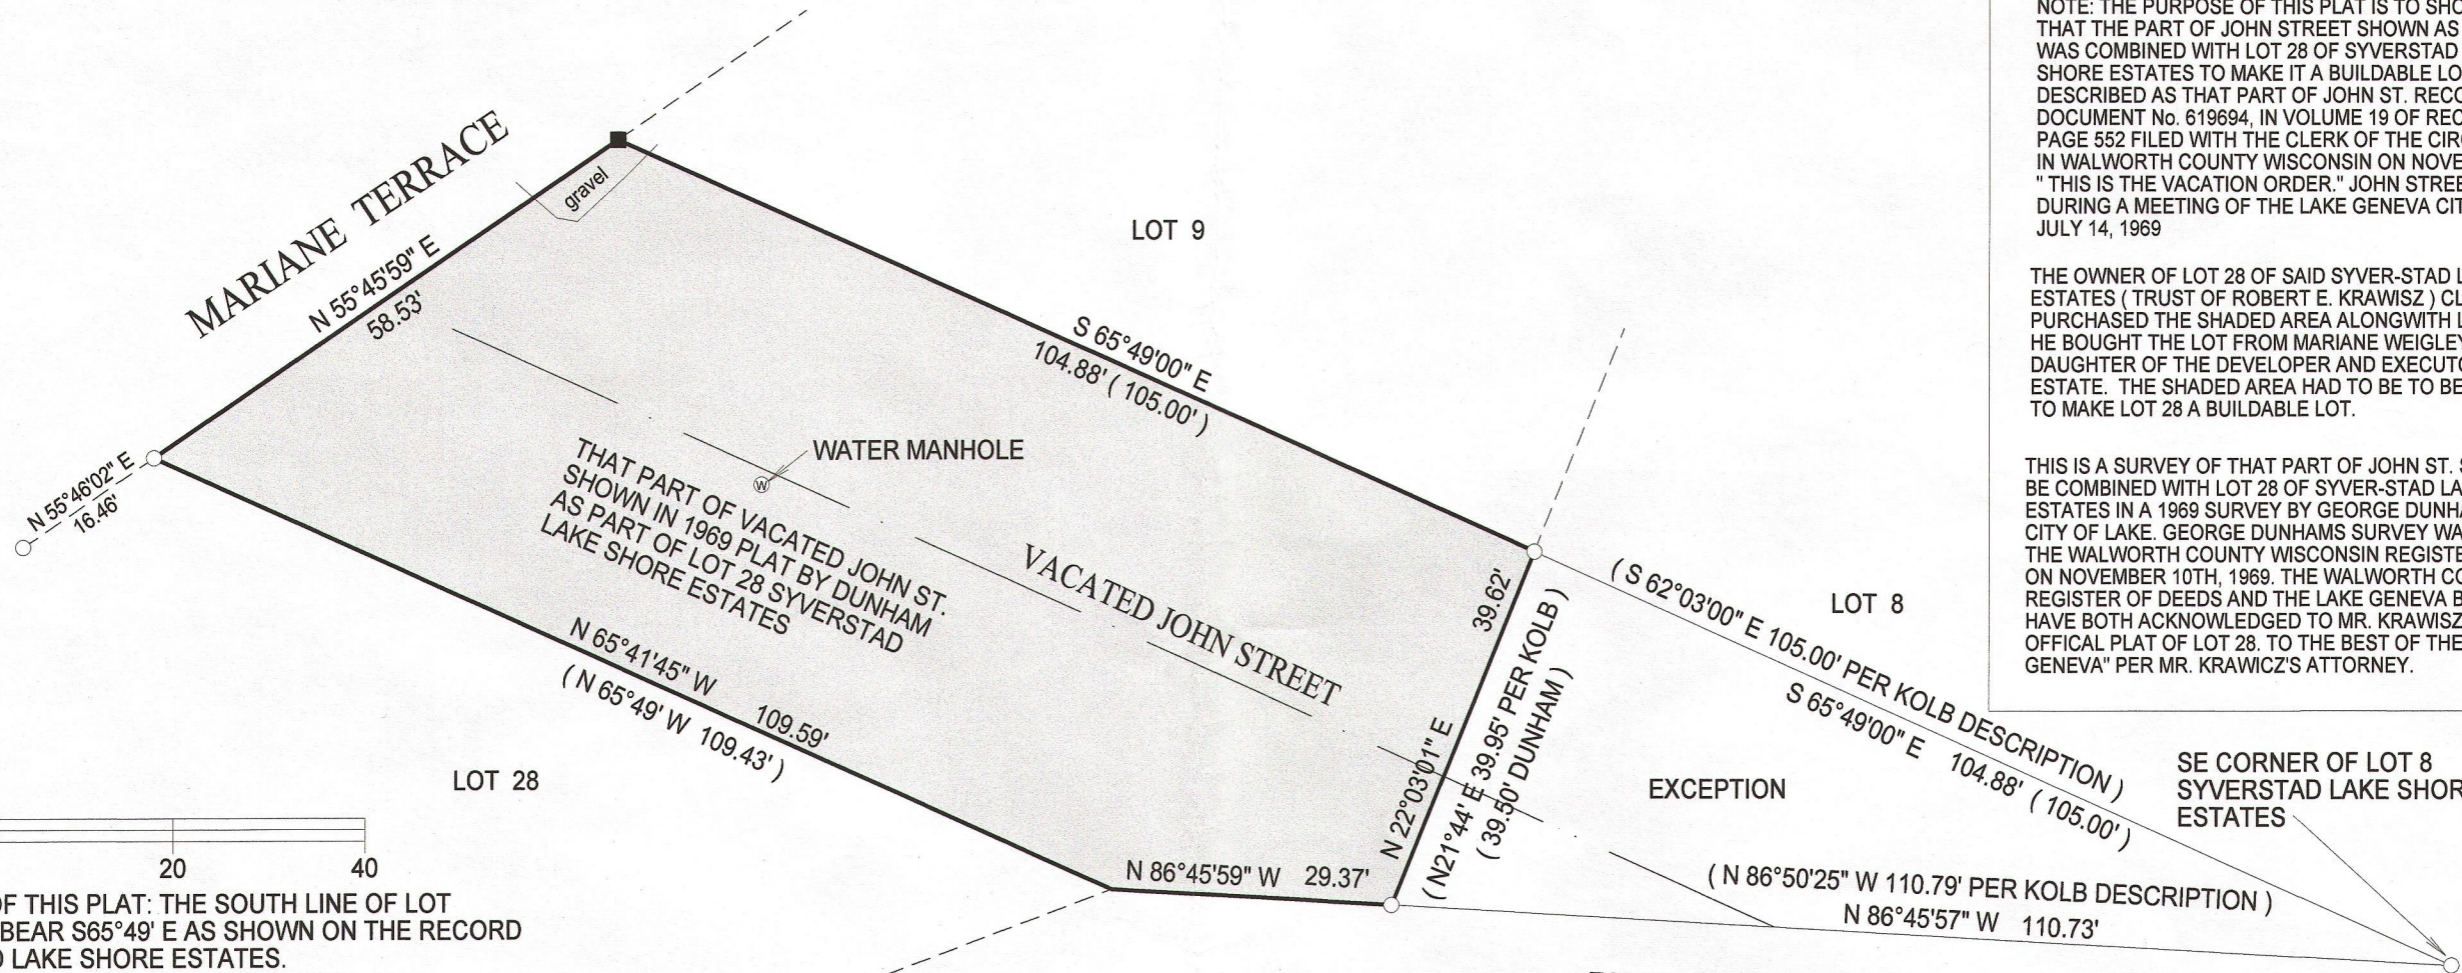 NOTE: THE PURPOSE OF THIS PLAT IS TO SHO
THAT THE PART OF JOHN STREET SHOWN AS
WAS COMBINED WITH LOT 28 OF SYVERSTAD
SHORE ESTATES TO MAKE IT A BUILDABLE LO
DESCRIBED AS THAT PART OF JOHN ST. RECO
DOCUMENT No. 619694, IN VOLUME 19 OF REC
PAGE 552 FILED WITH THE CLERK OF THE CIR
IN WALWORTH COUNTY WISCONSIN ON NOVE
" THIS IS THE VACATION ORDER." JOHN STREE
DURING A MEETING OF THE LAKE GENEVA CIT
JULY 14, 1969
THE OWNER OF LOT 28 OF SAID SYVER-STAD L
ESTATES ( TRUST OF ROBERT E. KRAWISZ ) CL
PURCHASED THE SHADED AREA ALONGWITH L
HE BOUGHT THE LOT FROM MARIANE WEIGLEY
DAUGHTER OF THE DEVELOPER AND EXECUTO
ESTATE. THE SHADED AREA HAD TO BE TO BE
TO MAKE LOT 28 A BUILDABLE LOT.
THIS IS A SURVEY OF THAT PART OF JOHN ST. S
BE COMBINED WITH LOT 28 OF SYVER-STAD LA
ESTATES IN A 1969 SURVEY BY GEORGE DUNHA
CITY OF LAKE. GEORGE DUNHAMS SURVEY WA
THE WALWORTH COUNTY WISCONSIN REGISTE
ON NOVEMBER 10TH, 1969. THE WALWORTH CO
REGISTER OF DEEDS AND THE LAKE GENEVA B
HAVE BOTH ACKNOWLEDGED TO MR. KRAWISZ
OFFICAL PLAT OF LOT 28. TO THE BEST OF THE
GENEVA" PER MR. KRAWICZ'S ATTORNEY.
MARIANE TERRACE
gravel
N 55°45'59" E
58.53'
LOT 9
S 65°49'00" E
104.88' ( 105.00' )
N 55°46'02" E
16.46'
WATER MANHOLE
W
THAT PART OF VACATED JOHN ST.
SHOWN IN 1969 PLAT BY DUNHAM
AS PART OF LOT 28 SYVERSTAD
LAKE SHORE ESTATES
VACATED JOHN STREET
N 65°41'45" W 109.59'
( N 65°49' W 109.43' )
39.62'
N 22°03'01" E
( N21°44' E 39.95' PER KOLB )
( 39.50' DUNHAM )
( S 62°03'00" E 105.00' PER KOLB DESCRIPTION )
S 65°49'00" E 104.88' ( 105.00' )
LOT 8
LOT 28
EXCEPTION
SE CORNER OF LOT 8
SYVERSTAD LAKE SHOR
ESTATES
N 86°45'59" W 29.37'
( N 86°50'25" W 110.79' PER KOLB DESCRIPTION )
N 86°45'57" W 110.73'
20 40
OF THIS PLAT: THE SOUTH LINE OF LOT
BEAR S65°49' E AS SHOWN ON THE RECORD
D LAKE SHORE ESTATES.